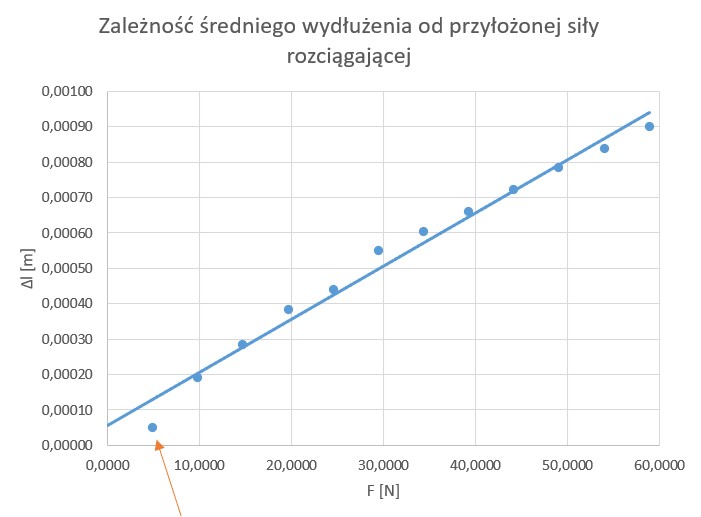 Zależność średniego wydłużenia od przyłożonej siły
rozciągającej
0,00100
0,00090
0,00080
0,00070
0,00060
0,00050
0,00040
0,00030
0,00020
0,00010
0,00000
Δl [m]
0,0000 10,0000 20,0000 30,0000 40,0000 50,0000 60,0000
F [N]